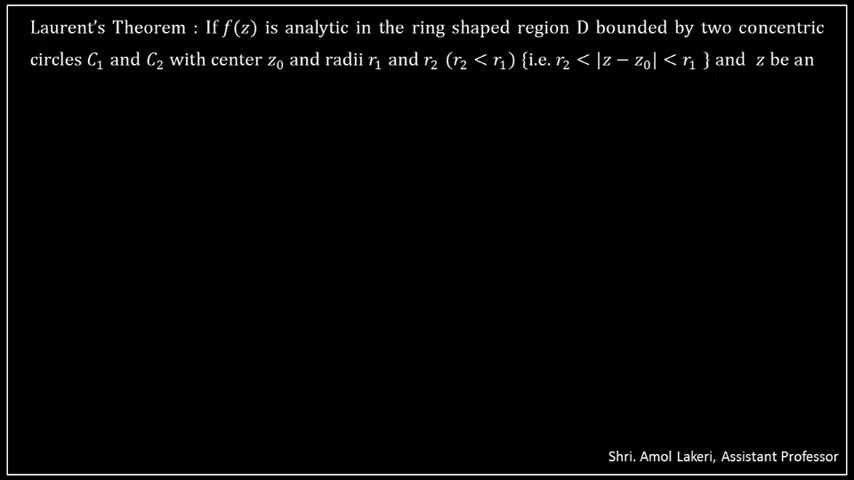 Laurent's Theorem : If f(z) is analytic in the ring shaped region D bounded by two concentric
circles C₁ and C₂ with center z₀ and radii r₁ and r₂ (r₂ < r₁) {i.e. r₂ < |z − z₀| < r₁ } and z be an
Shri. Amol Lakeri, Assistant Professor